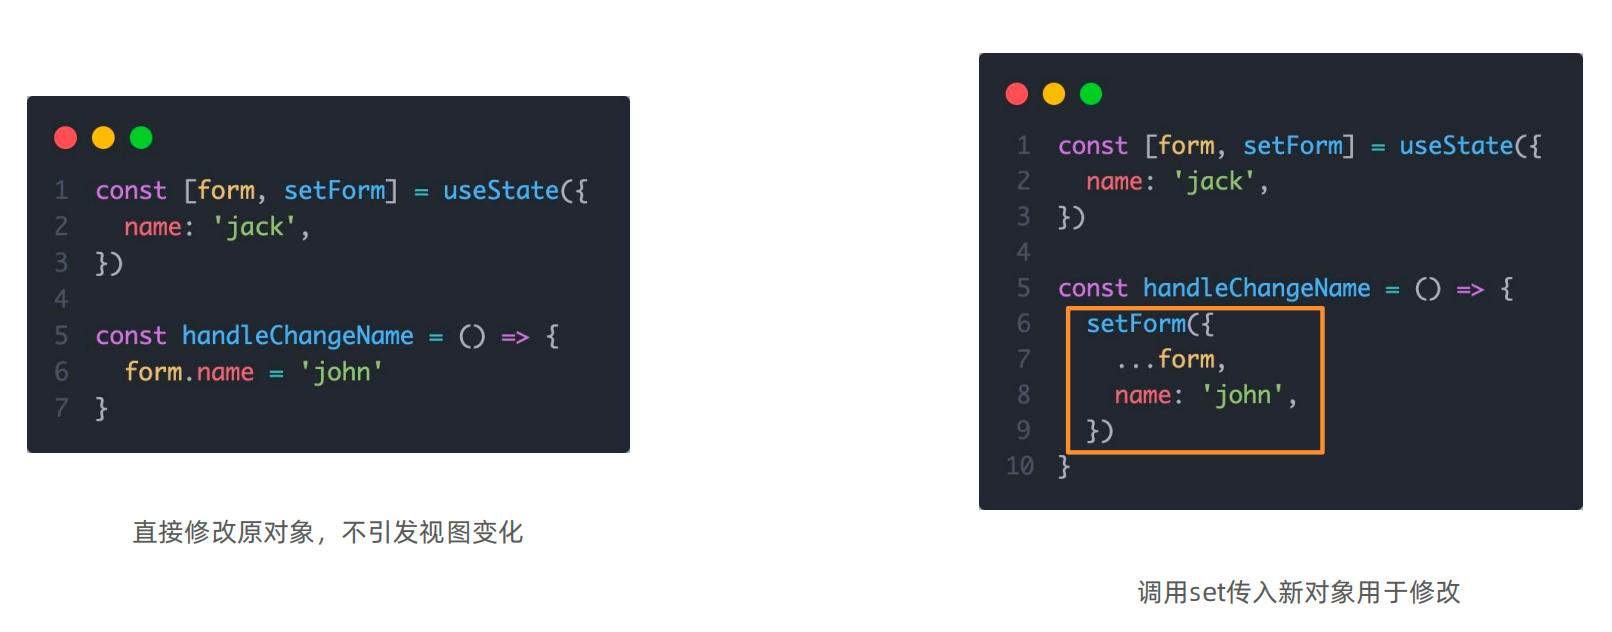 1 const [form, setForm] = useState({
2   name: 'jack',
3 })
4
5 const handleChangeName = () => {
6   form.name = 'john'
7 }
直接修改原对象，不引发视图变化
1 const [form, setForm] = useState({
2   name: 'jack',
3 })
4
5 const handleChangeName = () => {
6   setForm({
7     ...form,
8     name: 'john',
9   })
10 }
调用set传入新对象用于修改